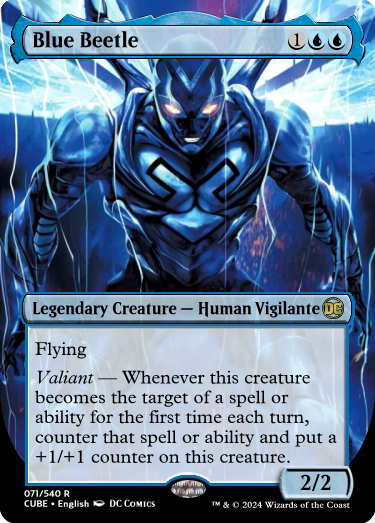 Blue Beetle 1
Legendary Creature — Human Vigilante DC
Flying
Valiant — Whenever this creature
becomes the target of a spell or
ability for the first time each turn,
counter that spell or ability and put a
+1/+1 counter on this creature.
2/2
071/540 R
CUBE • English DC Comics
™ & © 2024 Wizards of the Coast